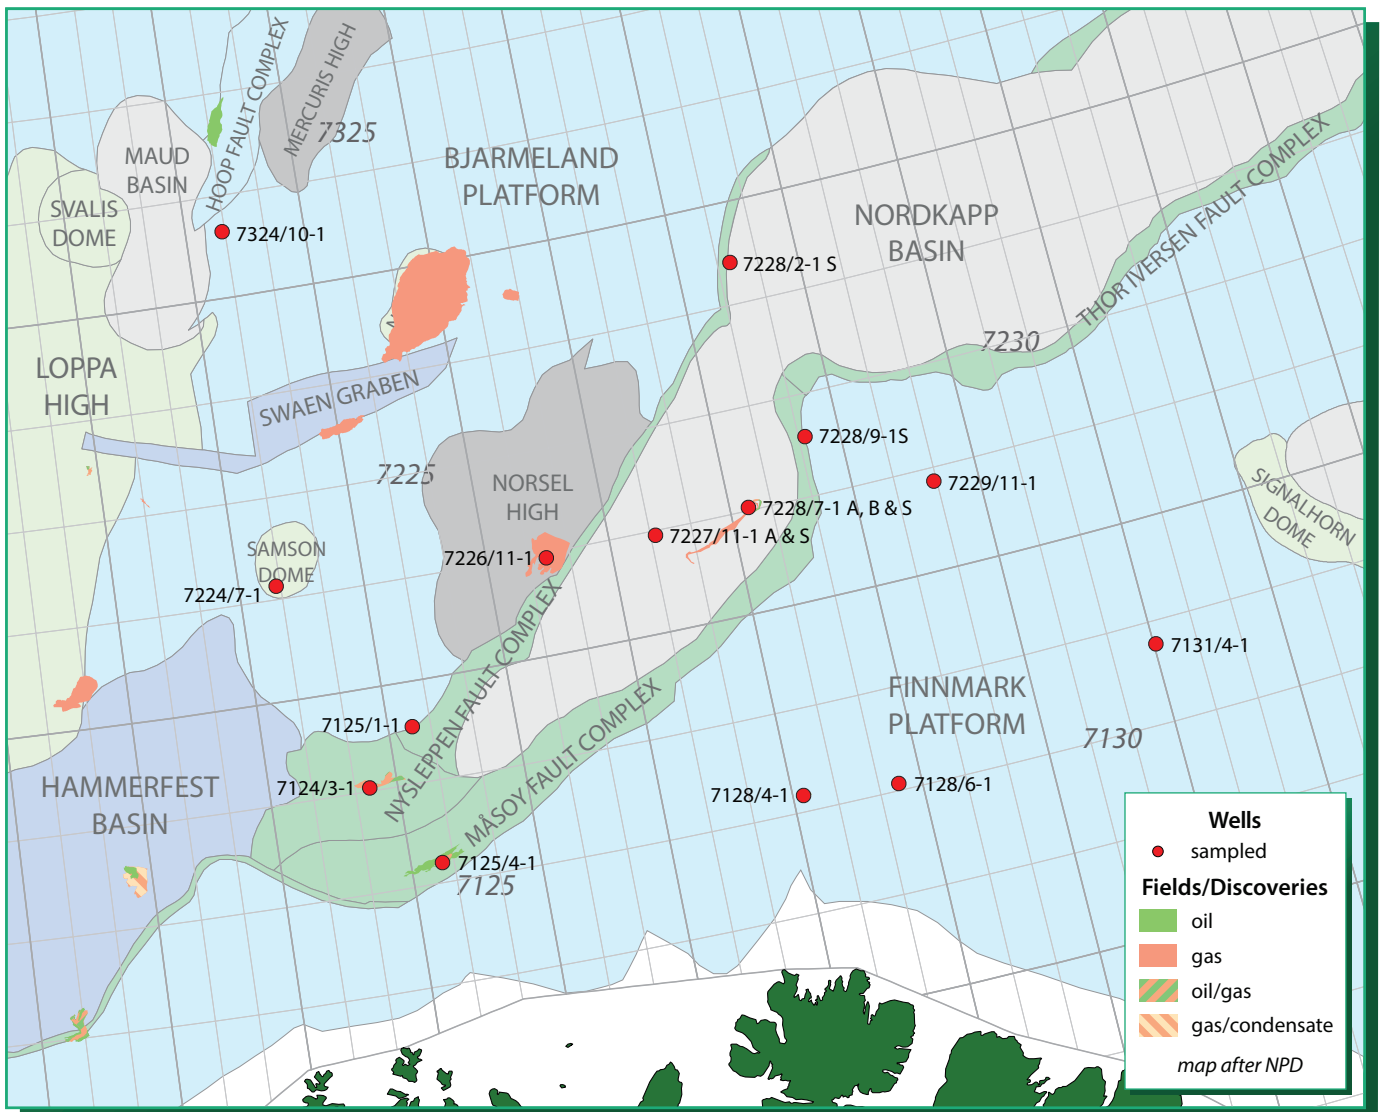 HOOP FAULT COMPLEX
MERCURIS HIGH
7325
MAUD
BASIN
BJARMELAND
PLATFORM
SVALIS
DOME
7324/10-1
NORDKAPP
BASIN
THOR IVERSEN FAULT COMPLEX
7228/2-1 S
7230
LOPPA
HIGH
SWAEN GRABEN
7228/9-1S
7225
NORSEL
HIGH
7229/11-1
SIGNALHORN
DOME
7228/7-1 A, B & S
7227/11-1 A & S
7226/11-1
SAMSON
DOME
7224/7-1
NYSLEPPEN FAULT COMPLEX
7131/4-1
MÅSOY FAULT COMPLEX
FINNMARK
PLATFORM
7125/1-1
7130
HAMMERFEST
BASIN
7124/3-1
7128/4-1
7128/6-1
7125/4-1
7125
Wells
sampled
Fields/Discoveries
oil
gas
oil/gas
gas/condensate
map after NPD